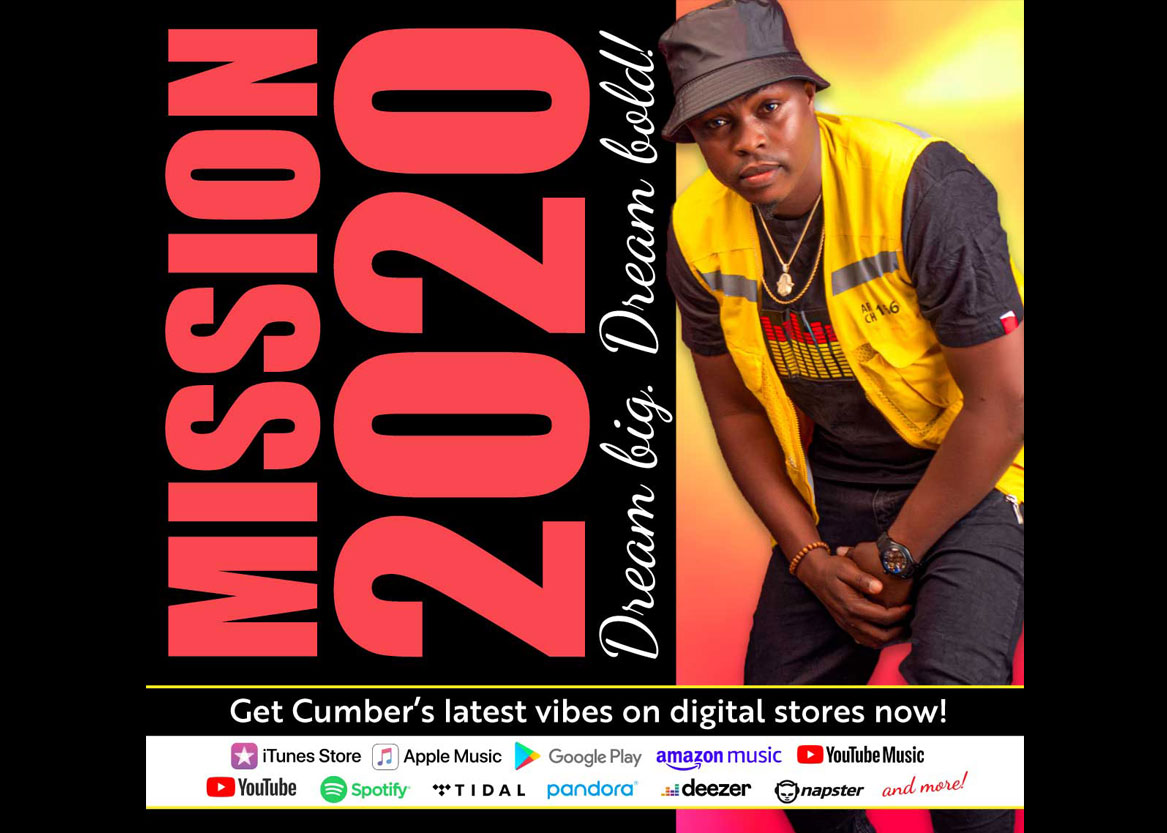 MISSION
2020
Dream big. Dream bold!
Get Cumber's latest vibes on digital stores now!
iTunes Store Apple Music Google Play amazon music YouTube Music
YouTube Spotify TIDAL pandora deezer napster and more!